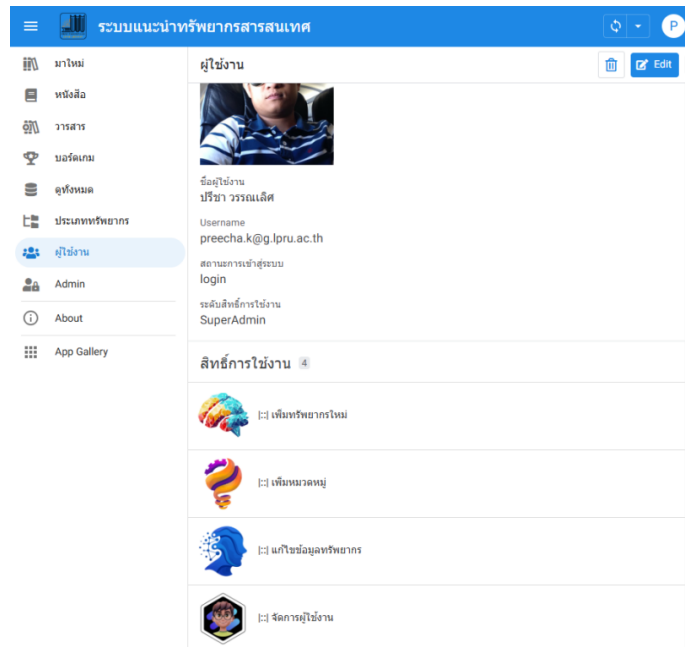 ระบบแนะนำทรัพยากรสารสนเทศ
P
มาใหม่
หนังสือ
วารสาร
บอร์ดเกม
ดูทั้งหมด
ประเภททรัพยากร
ผู้ใช้งาน
Admin
About
App Gallery
ผู้ใช้งาน
Edit
ชื่อผู้ใช้งาน
ปรีชา วรรณเลิศ
Username
preecha.k@g.lpru.ac.th
สถานะการเข้าสู่ระบบ
login
ระดับสิทธิ์การใช้งาน
SuperAdmin
สิทธิ์การใช้งาน 4
|::| เพิ่มทรัพยากรใหม่
|::| เพิ่มหมวดหมู่
|::| แก้ไขข้อมูลทรัพยากร
|::| จัดการผู้ใช้งาน